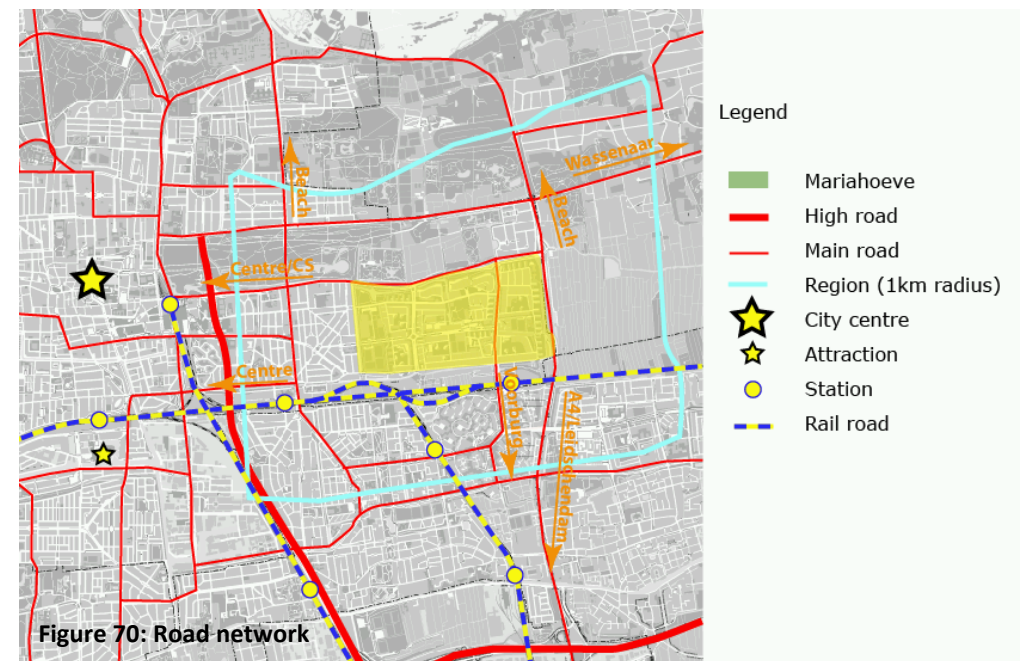 Wassenaar
Beach
Beach
Centre/CS
Centre
Voorburg
A4/Leidschendam
Figure 70: Road network
Legend
Mariahoeve
High road
Main road
Region (1km radius)
City centre
Attraction
Station
Rail road